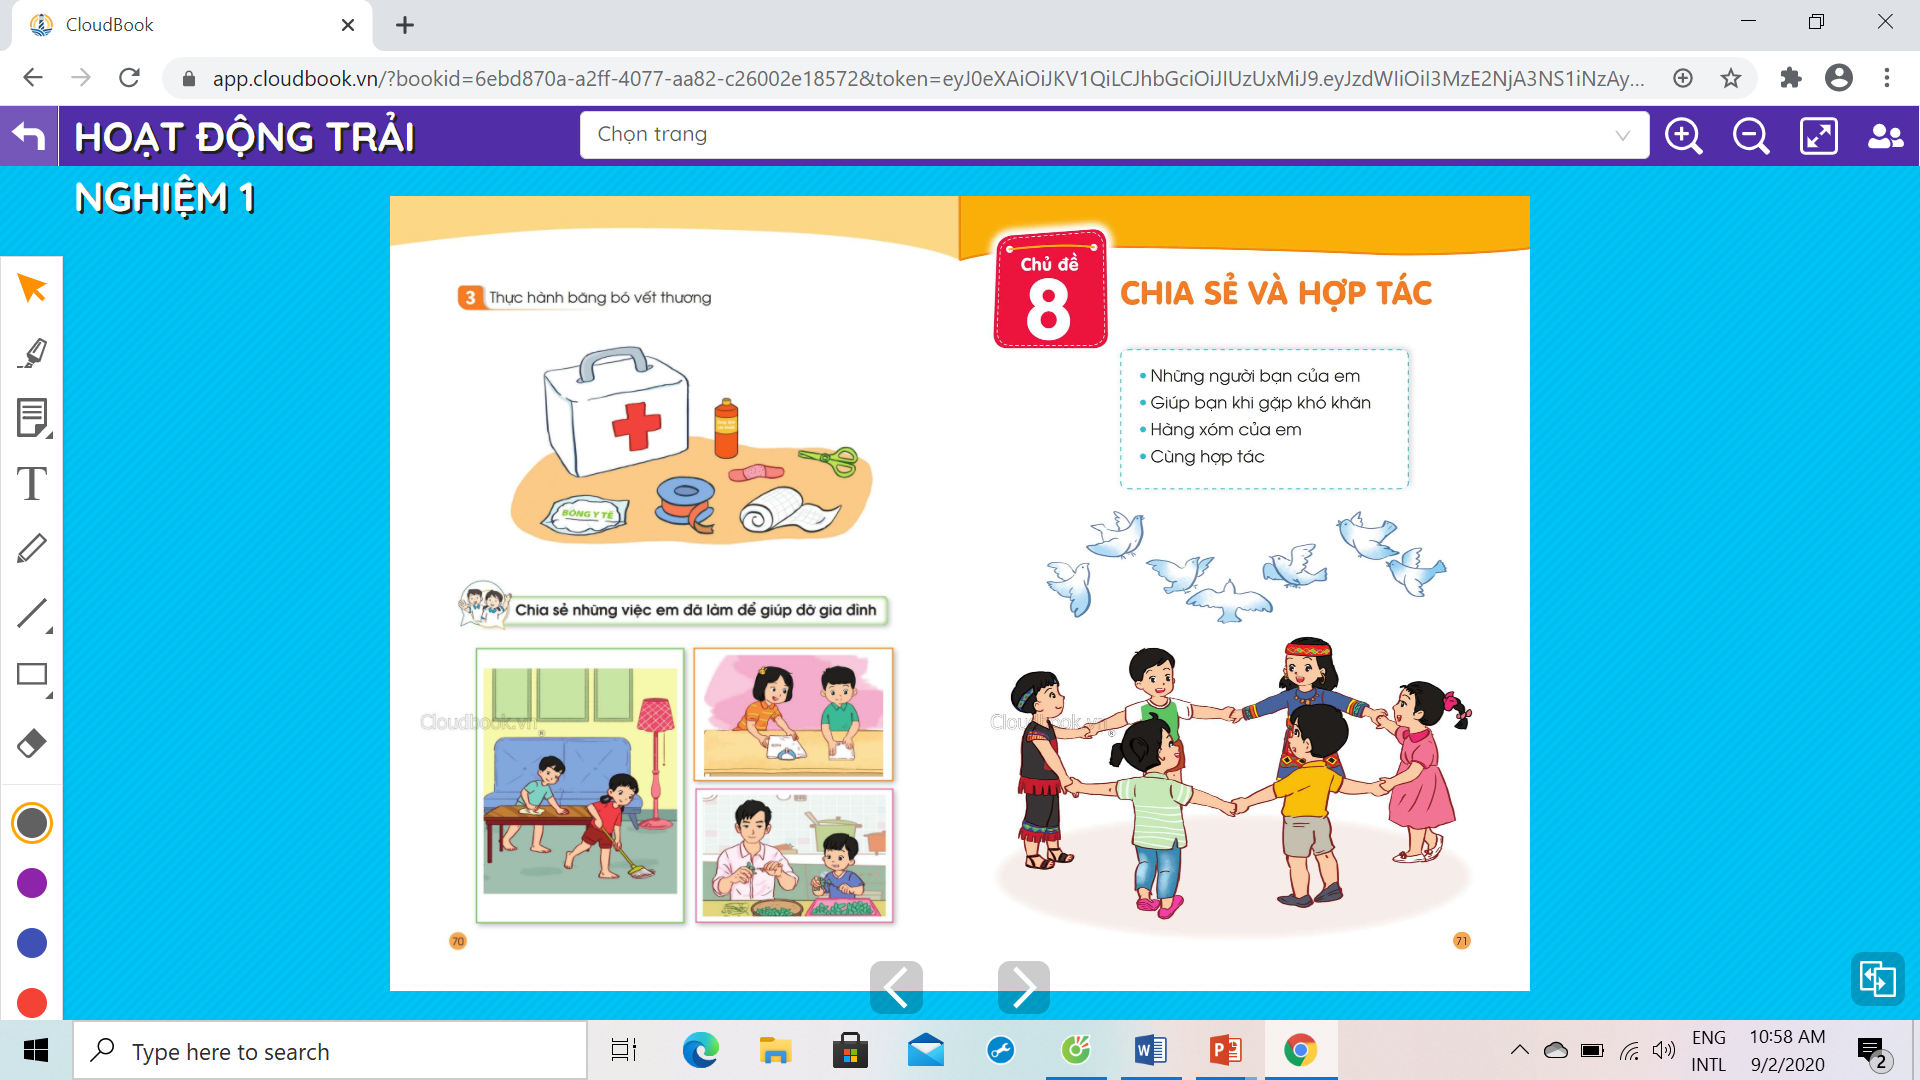 CloudBook
app.cloudbook.vn/?bookid=6ebd870a-a2ff-4077-aa82-c26002e18572&token=eyJ0eXAiOiJKV1QiLCJhbGciOiJIUzUxMiJ9.eyJzdWIiOiI3MzE2NjA3NS1iNzAy...
HOẠT ĐỘNG TRẢI
NGHIỆM 1
Chọn trang
3 Thực hành băng bó vết thương
BÔNG Y TẾ
Chia sẻ những việc em đã làm để giúp đỡ gia đình
Cloudbook.vn
70
Chủ đề
8
CHIA SẺ VÀ HỢP TÁC
• Những người bạn của em
• Giúp bạn khi gặp khó khăn
• Hàng xóm của em
• Cùng hợp tác
Cloudbook.vn
71
T
Type here to search
ENG
INTL
10:58 AM
9/2/2020
2